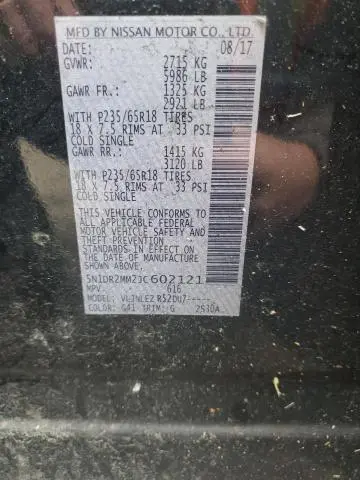 MFD BY NISSAN MOTOR CO., LTD.
DATE: 08/17
GVWR: 2715 KG
5986 LB
GAWR FR.: 1325 KG
2921 LB
WITH P235/65R18 TIRES
18 X 7.5 RIMS AT 33 PSI
COLD SINGLE
GAWR RR.: 1415 KG
3120 LB
WITH P235/65R18 TIRES
18 X 7.5 RIMS AT 33 PSI
COLD SINGLE
THIS VEHICLE CONFORMS TO
ALL APPLICABLE FEDERAL
MOTOR VEHICLE SAFETY AND
THEFT PREVENTION
STANDARDS IN EFFECT ON
THE DATE OF MANUFACTURE
SHOWN ABOVE.
5N1DR2MM2JC602121
MPV 616
MODEL: R52DU7-----
COLOR: G41 TRIM: G 2530A